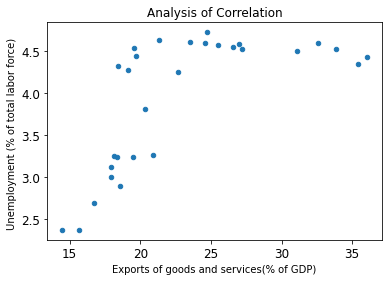 Analysis of Correlation
Unemployment (% of total labor force)
4.5
4.0
3.5
3.0
2.5
15 20 25 30 35
Exports of goods and services(% of GDP)